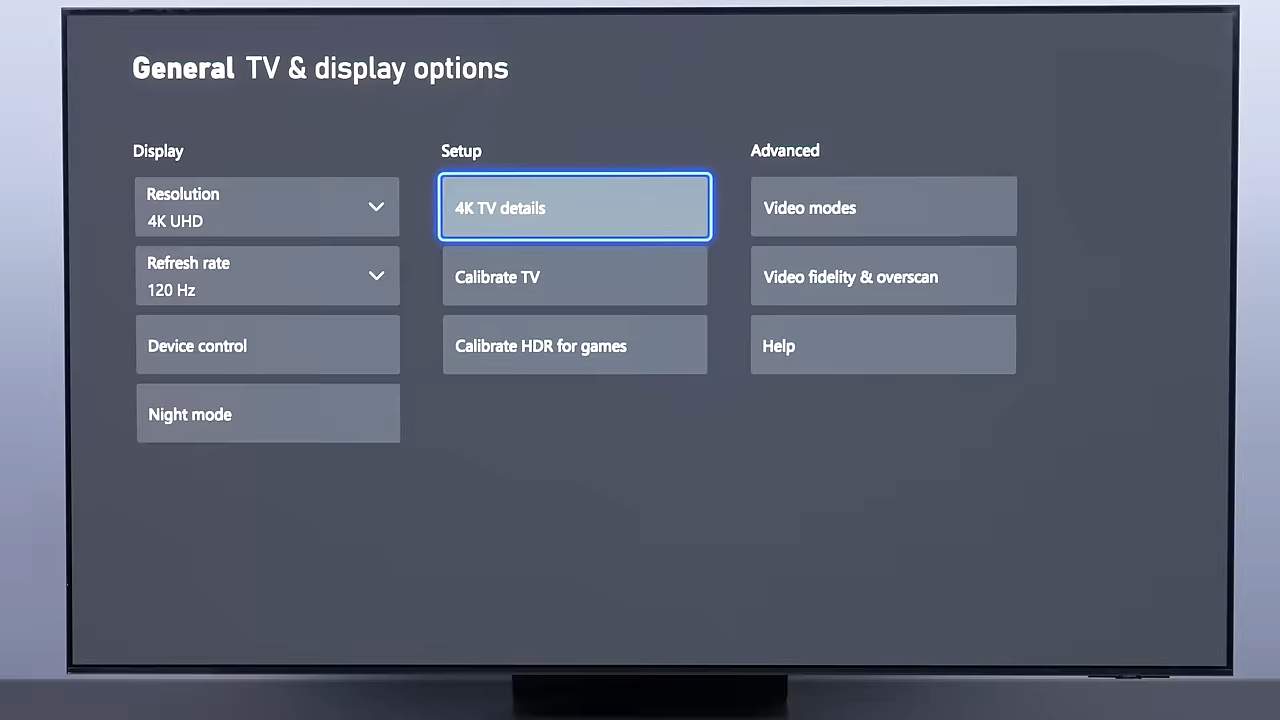 General TV & display options
Display
Resolution
4K UHD
Refresh rate
120 Hz
Device control
Night mode
Setup
4K TV details
Calibrate TV
Calibrate HDR for games
Advanced
Video modes
Video fidelity & overscan
Help